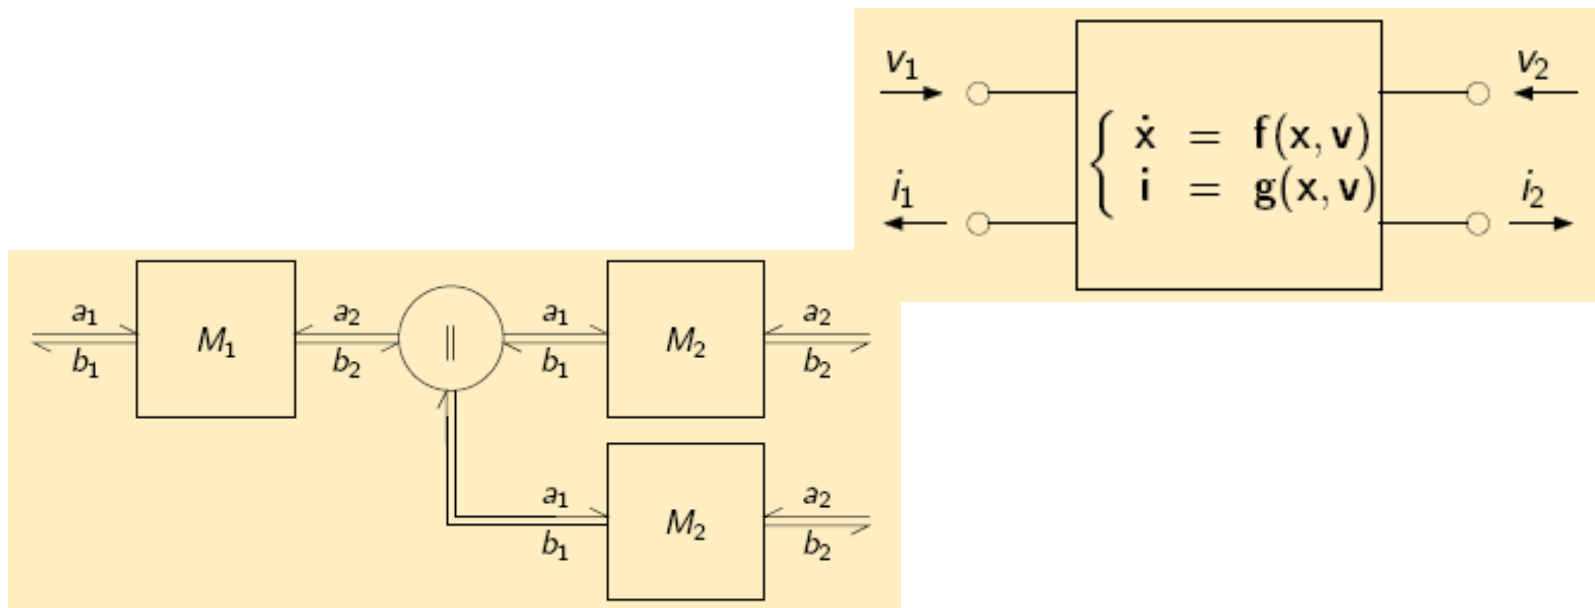 v₁ v₂
{ ẋ = f(x, v)
i = g(x, v)
i₁ i₂
a₁ a₂ a₁ a₂
M₁ || M₂
b₁ b₂ b₁ b₂
a₁ a₂
M₂
b₁ b₂